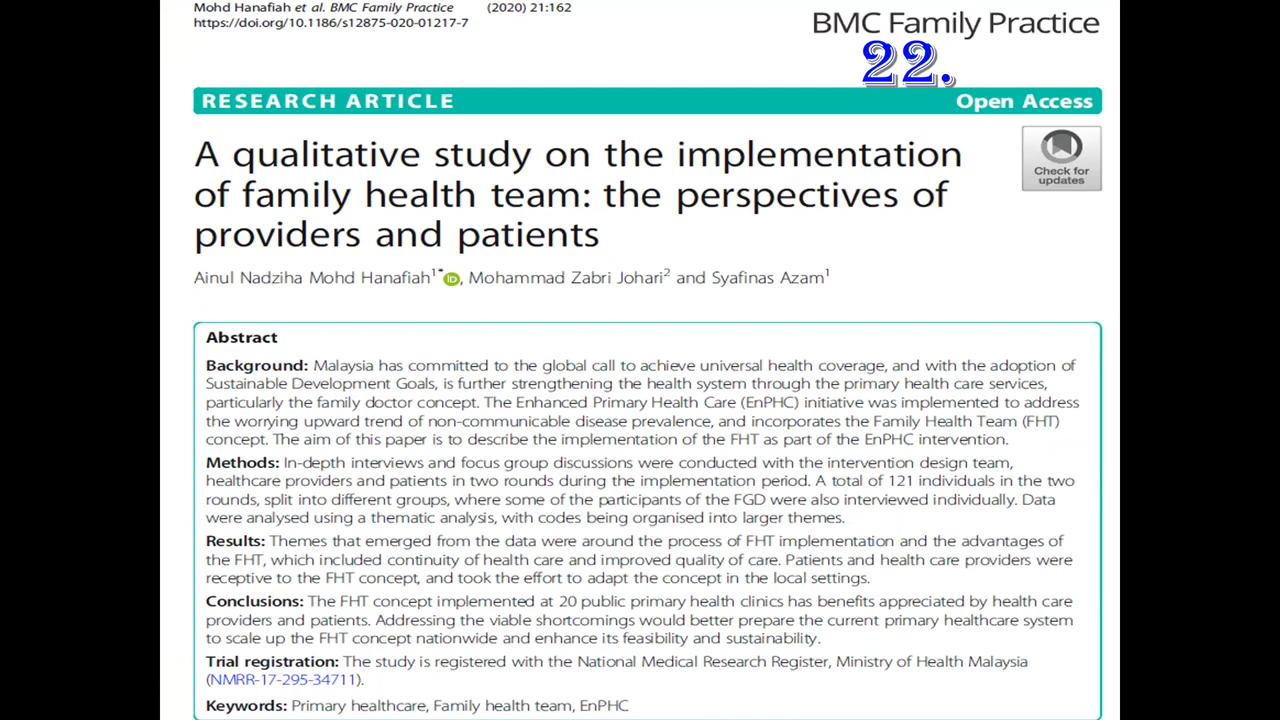 Mohd Hanafiah et al. BMC Family Practice (2020) 21:162
https://doi.org/10.1186/s12875-020-01217-7
BMC Family Practice
22.
RESEARCH ARTICLE Open Access
A qualitative study on the implementation
of family health team: the perspectives of
providers and patients
Check for
updates
Ainul Nadziha Mohd Hanafiah1* iD, Mohammad Zabri Johari2 and Syafinas Azam1
Abstract
Background: Malaysia has committed to the global call to achieve universal health coverage, and with the adoption of
Sustainable Development Goals, is further strengthening the health system through the primary health care services,
particularly the family doctor concept. The Enhanced Primary Health Care (EnPHC) initiative was implemented to address
the worrying upward trend of non-communicable disease prevalence, and incorporates the Family Health Team (FHT)
concept. The aim of this paper is to describe the implementation of the FHT as part of the EnPHC intervention.
Methods: In-depth interviews and focus group discussions were conducted with the intervention design team,
healthcare providers and patients in two rounds during the implementation period. A total of 121 individuals in the two
rounds, split into different groups, where some of the participants of the FGD were also interviewed individually. Data
were analysed using a thematic analysis, with codes being organised into larger themes.
Results: Themes that emerged from the data were around the process of FHT implementation and the advantages of
the FHT, which included continuity of health care and improved quality of care. Patients and health care providers were
receptive to the FHT concept, and took the effort to adapt the concept in the local settings.
Conclusions: The FHT concept implemented at 20 public primary health clinics has benefits appreciated by health care
providers and patients. Addressing the viable shortcomings would better prepare the current primary healthcare system
to scale up the FHT concept nationwide and enhance its feasibility and sustainability.
Trial registration: The study is registered with the National Medical Research Register, Ministry of Health Malaysia
(NMRR-17-295-34711).
Keywords: Primary healthcare, Family health team, EnPHC